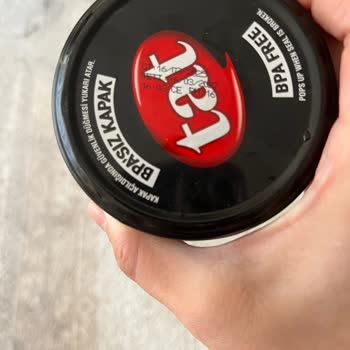 KAPAK AÇILDIĞINDA GÜVENLİK DÜĞMESİ YUKARI ATAR.
BPASIZ KAPAK
tat
BPA FREE
POPS UP WHEN SEAL IS BROKEN.